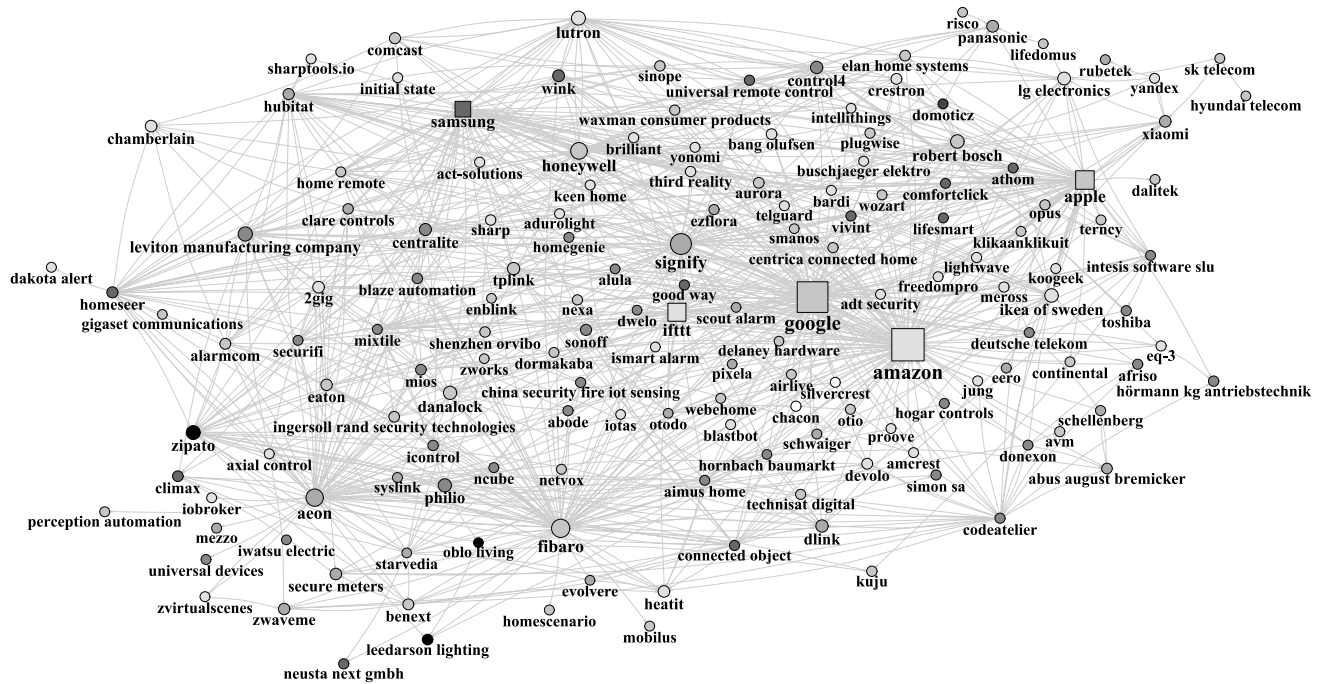 risco
panasonic
lutron
comcast
lifedomus
sharptools.io
elan home systems
rubetek
sk telecom
sinope
control4
initial state
wink
universal remote control
crestron
lg electronics
yandex
hubitat
hyundai telecom
samsung
waxman consumer products
intellithings
domoticz
chamberlain
xiaomi
brilliant
bang olufsen
plugwise
yonomi
robert bosch
honeywell
act-solutions
buschjaeger elektro
home remote
third reality
athom
keen home
aurora
bardi
comfortclick
apple
dalitek
wozart
clare controls
telguard
opus
adurolight
ezflora
vivint
lifesmart
sharp
terncy
leviton manufacturing company
centralite
homegenie
smanos
klikaanklikuit
centrica connected home
signify
lightwave
intesis software slu
dakota alert
tplink
alula
koogeek
freedompro
blaze automation
good way
meross
2gig
adt security
homeseer
enblink
nexa
ikea of sweden
gigaset communications
dwelo
scout alarm
google
toshiba
ifttt
mixtile
shenzhen orvibo
sonoff
alarmcom
securifi
ismart alarm
delaney hardware
deutsche telekom
eq-3
zworks
dormakaba
amazon
pixela
continental
mios
eero
afriso
airlive
silvercrest
jung
china security fire iot sensing
hörmann kg antriebstechnik
eaton
danalock
webehome
chacon
hogar controls
ingersoll rand security technologies
abode
iotas
otodo
otio
schellenberg
blastbot
proove
avm
zipato
schwaiger
icontrol
donexon
axial control
hornbach baumarkt
amcrest
devolo
climax
syslink
ncube
netvox
simon sa
abus august bremicker
philio
aimus home
iobroker
technisat digital
aeon
perception automation
codeatelier
mezzo
dlink
fibaro
iwatsu electric
oblo living
connected object
starvedia
universal devices
secure meters
kuju
evolvere
zvirtualscenes
heatit
zwaveme
benext
homescenario
mobilus
leedarson lighting
neusta next gmbh